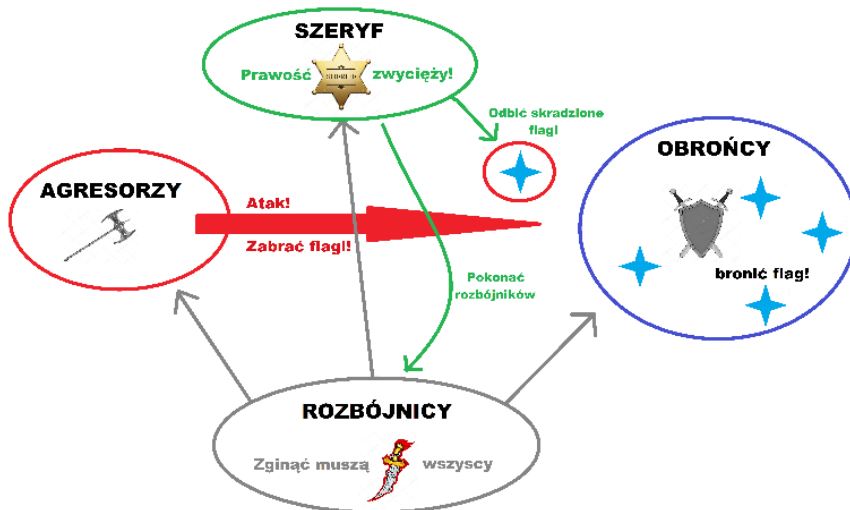 SZERYF
Prawość zwycięży!
Odbić skradzione
flagi
OBROŃCY
AGRESORZY
Atak!
Zabrać flagi!
bronić flag!
Pokonać
rozbójników
ROZBÓJNICY
Zginąć muszą wszyscy